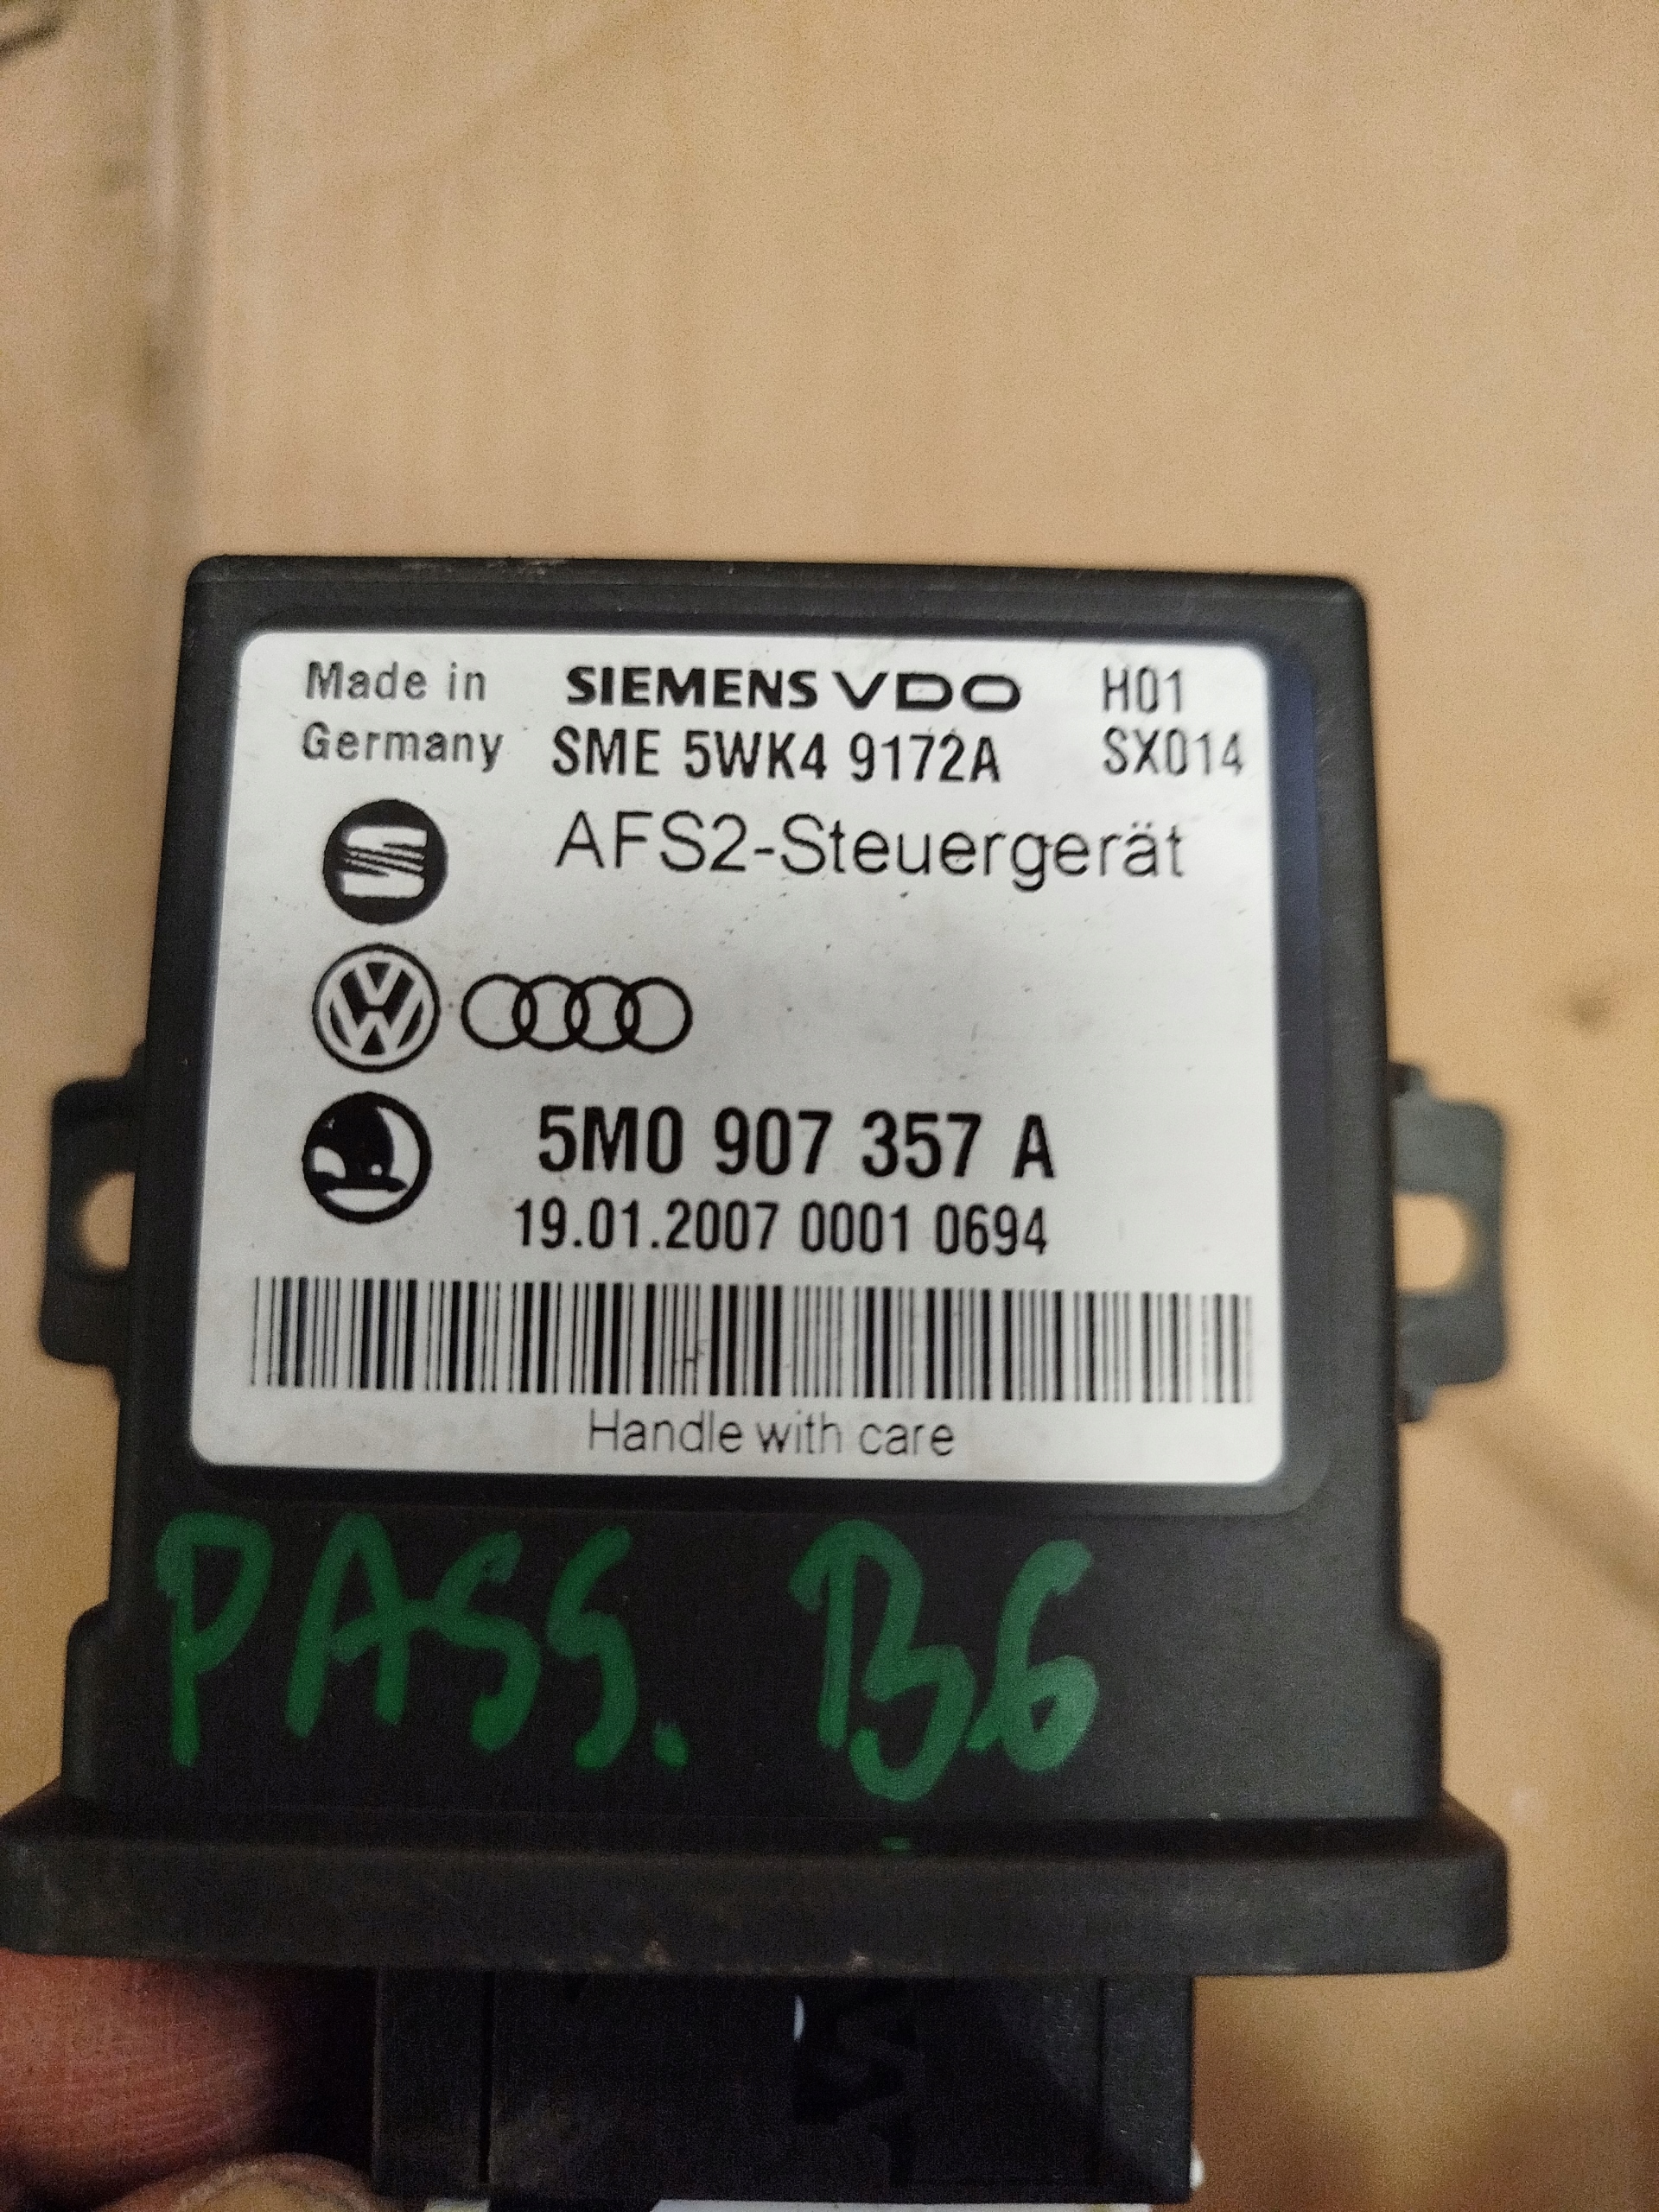 Made in SIEMENS VDO H01
Germany SME 5WK4 9172A SX014
AFS2-Steuergerät
5M0 907 357 A
19.01.2007 0001 0694
Handle with care
PASS. B6